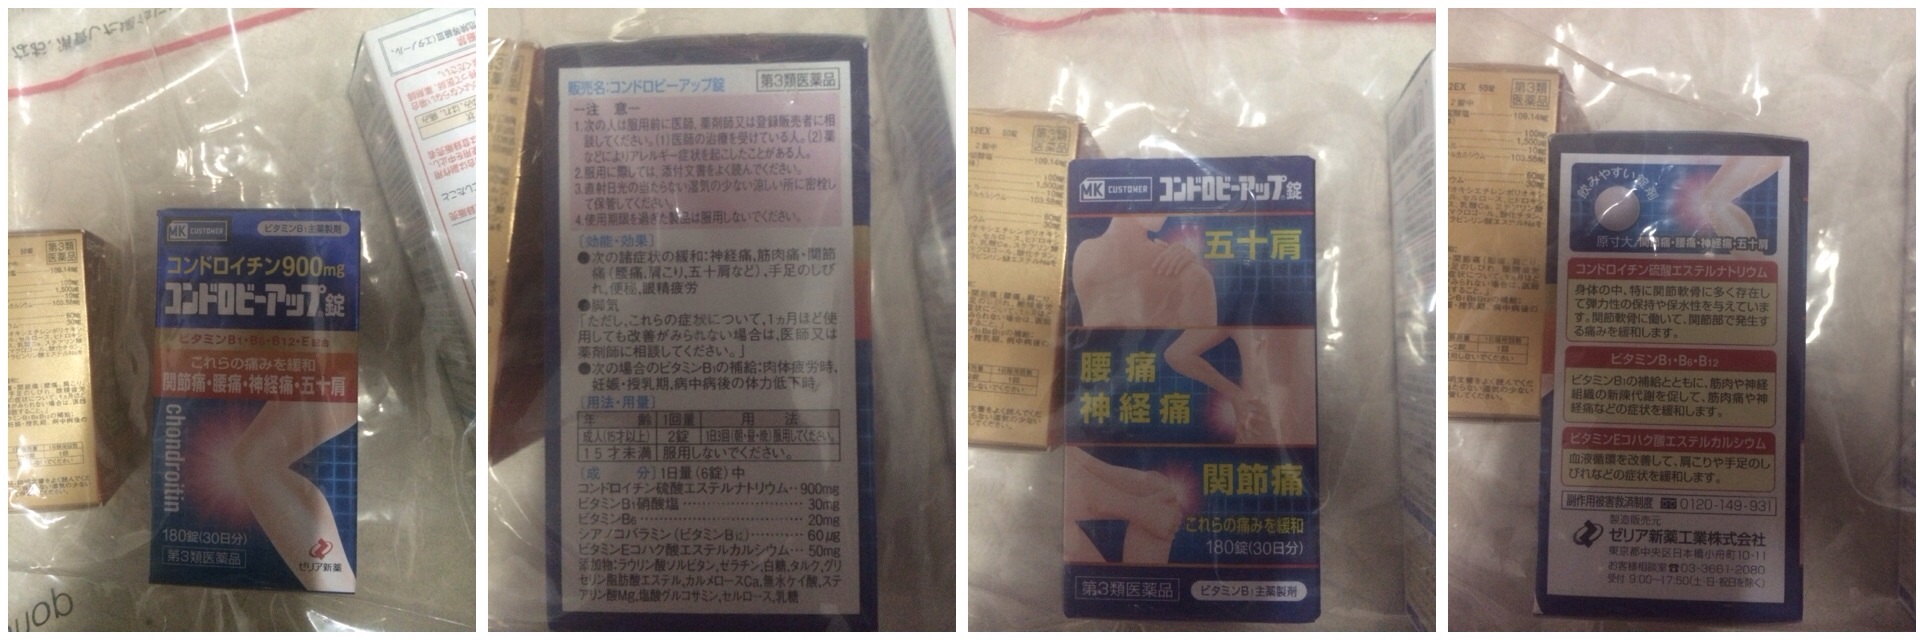 MK CUSTOMER
ビタミンB1主薬製剤
コンドロイチン900mg
コンドロビーアップ錠
ビタミンB1・B6・B12・E配合
これらの痛みを緩和
関節痛・腰痛・神経痛・五十肩
chondroitin
180錠(30日分)
第3類医薬品
ゼリア新薬
第3類
医薬品
販売名:コンドロビーアップ錠
第3類医薬品
ー注 意ー
1.次の人は服用前に医師、薬剤師又は登録販売者に相
談してください。(1)医師の治療を受けている人。(2)薬
などによりアレルギー症状を起こしたことがある人。
2.服用に際しては、添付文書をよく読んでください。
3.直射日光の当たらない湿気の少ない涼しい所に密栓し
て保管してください。
4.使用期限を過ぎた製品は服用しないでください。
[効能・効果]
●次の諸症状の緩和:神経痛,筋肉痛・関節
痛(腰痛,肩こり,五十肩など),手足のしび
れ,便秘,眼精疲労
●脚気
「ただし,これらの症状について,1ヵ月ほど使
用しても改善がみられない場合は,医師又は
薬剤師に相談してください。」
●次の場合のビタミンB1の補給:肉体疲労時,
妊娠・授乳期,病中病後の体力低下時
[用法・用量]
年 齢 1回量 用 法
成人(15才以上) 2錠 1日3回(朝・昼・晩)服用してください。
15才未満 服用しないでください。
[成 分]1日量(6錠)中
コンドロイチン硫酸エステルナトリウム‥900mg
ビタミンB1硝酸塩‥‥‥‥‥‥‥‥30mg
ビタミンB6‥‥‥‥‥‥‥‥‥‥‥20mg
シアノコバラミン(ビタミンB12)‥‥‥‥60μg
ビタミンEコハク酸エステルカルシウム‥‥50mg
添加物:ラウリン酸ソルビタン,ゼラチン,白糖,タルク,グリ
セリン脂肪酸エステル,カルメロースCa,無水ケイ酸,ステ
アリン酸Mg,塩酸グルコサミン,セルロース,乳糖
MK CUSTOMER コンドロビーアップ錠
五十肩
腰痛
神経痛
関節痛
これらの痛みを緩和
180錠(30日分)
第3類医薬品
ビタミンB1主薬製剤
第3類
医薬品
飲みやすい錠剤
原寸大
関節痛・腰痛・神経痛・五十肩
コンドロイチン硫酸エステルナトリウム
身体の中、特に関節軟骨に多く存在し
て弾力性の保持や保水性を与えていま
す。関節軟骨に働いて、関節部で発生す
る痛みを緩和します。
ビタミンB1・B6・B12
ビタミンB1の補給とともに、筋肉や神経
組織の新陳代謝を促して、筋肉痛や神
経痛などの症状を緩和します。
ビタミンEコハク酸エステルカルシウム
血液循環を改善して、肩こりや手足のし
びれなどの症状を緩和します。
副作用被害救済制度 0120-149-931
製造販売元
ゼリア新薬工業株式会社
東京都中央区日本橋小舟町10-11
お客様相談室☎03-3661-2080
受付 9:00~17:50(土・日・祝日を除く)
第3類
医薬品